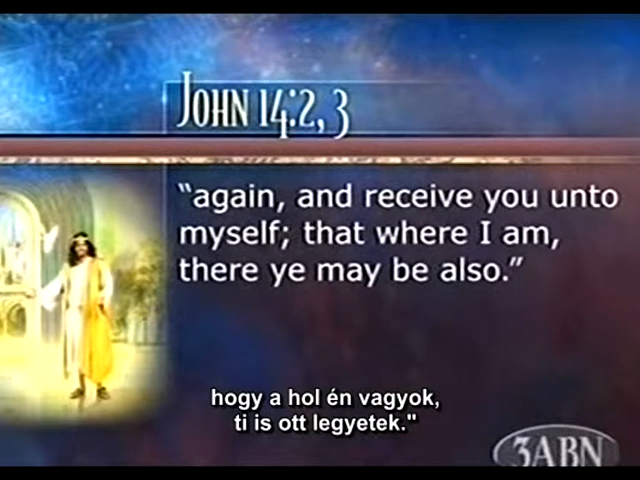 John 14:2, 3
“again, and receive you unto
myself; that where I am,
there ye may be also.”
hogy a hol én vagyok,
ti is ott legyetek."
3ABN